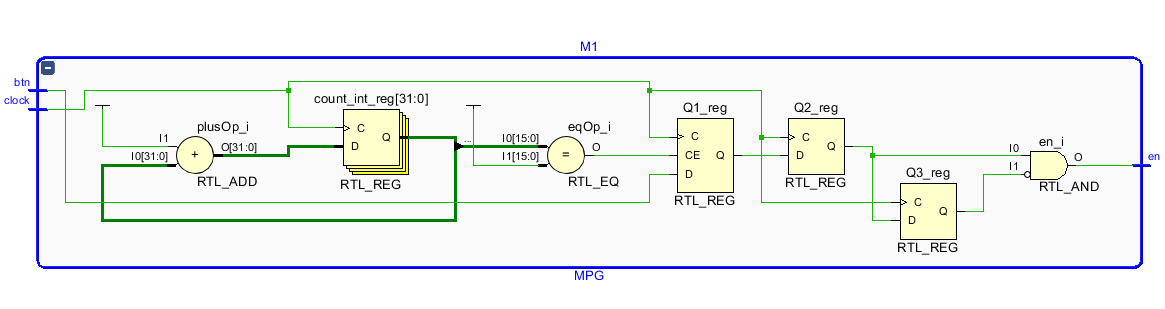 M1
btn
clock
count_int_reg[31:0]
Q1_reg
Q2_reg
plusOp_i
eqOp_i
C
...
C
C
I1
O[31:0]
Q
I0[15:0]
en_i
+
D
=
O
CE
Q
D
Q
I0
O
I0[31:0]
I1[15:0]
D
I1
en
RTL_ADD
RTL_REG
RTL_EQ
RTL_REG
RTL_REG
RTL_AND
Q3_reg
C
Q
D
RTL_REG
MPG